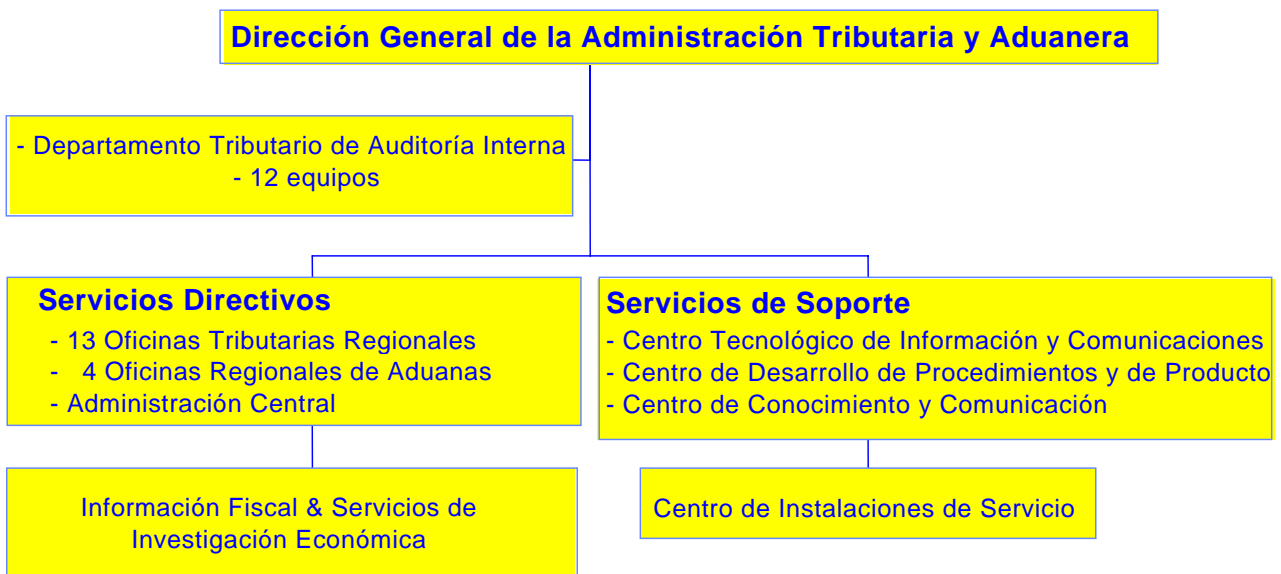 Dirección General de la Administración Tributaria y Aduanera
- Departamento Tributario de Auditoría Interna
- 12 equipos
Servicios Directivos
- 13 Oficinas Tributarias Regionales
- 4 Oficinas Regionales de Aduanas
- Administración Central
Servicios de Soporte
- Centro Tecnológico de Información y Comunicaciones
- Centro de Desarrollo de Procedimientos y de Producto
- Centro de Conocimiento y Comunicación
Información Fiscal & Servicios de
Investigación Económica
Centro de Instalaciones de Servicio